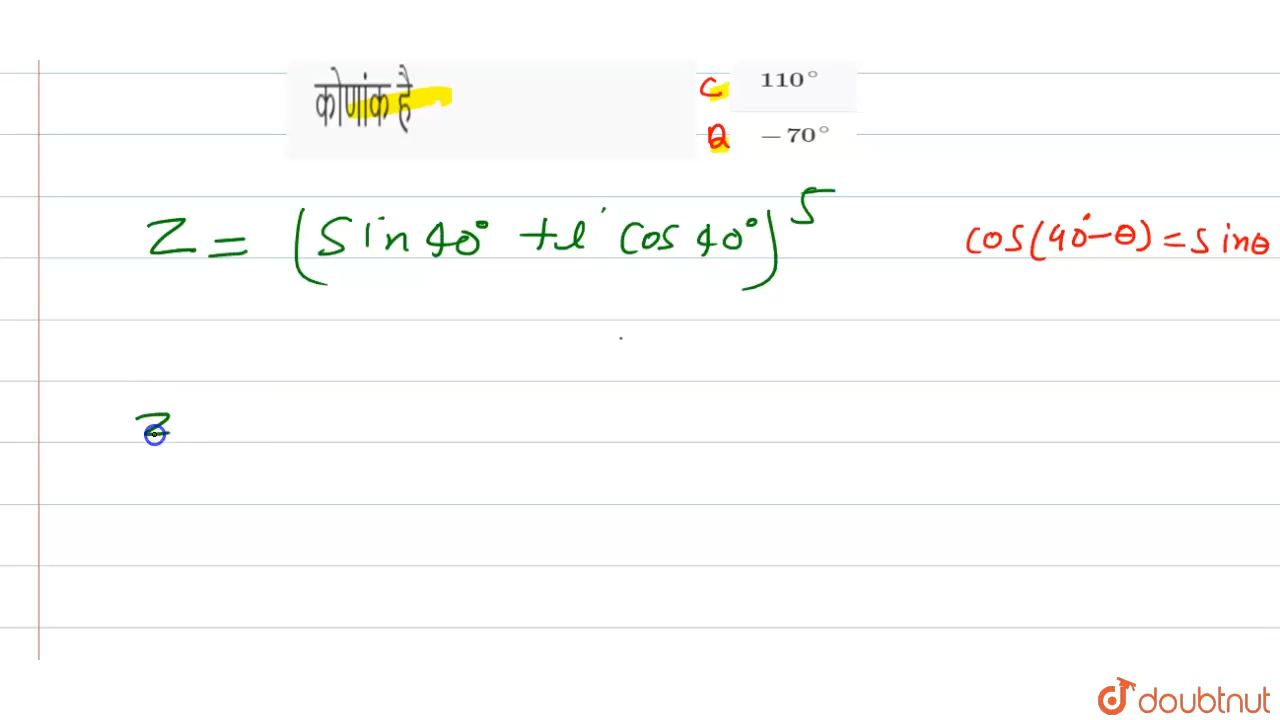 कोणांक है
C 110°
D −70°
Z = (Sin 40° + i cos 40°)^5
cos(90°−θ) = sinθ
Z
doubtnut